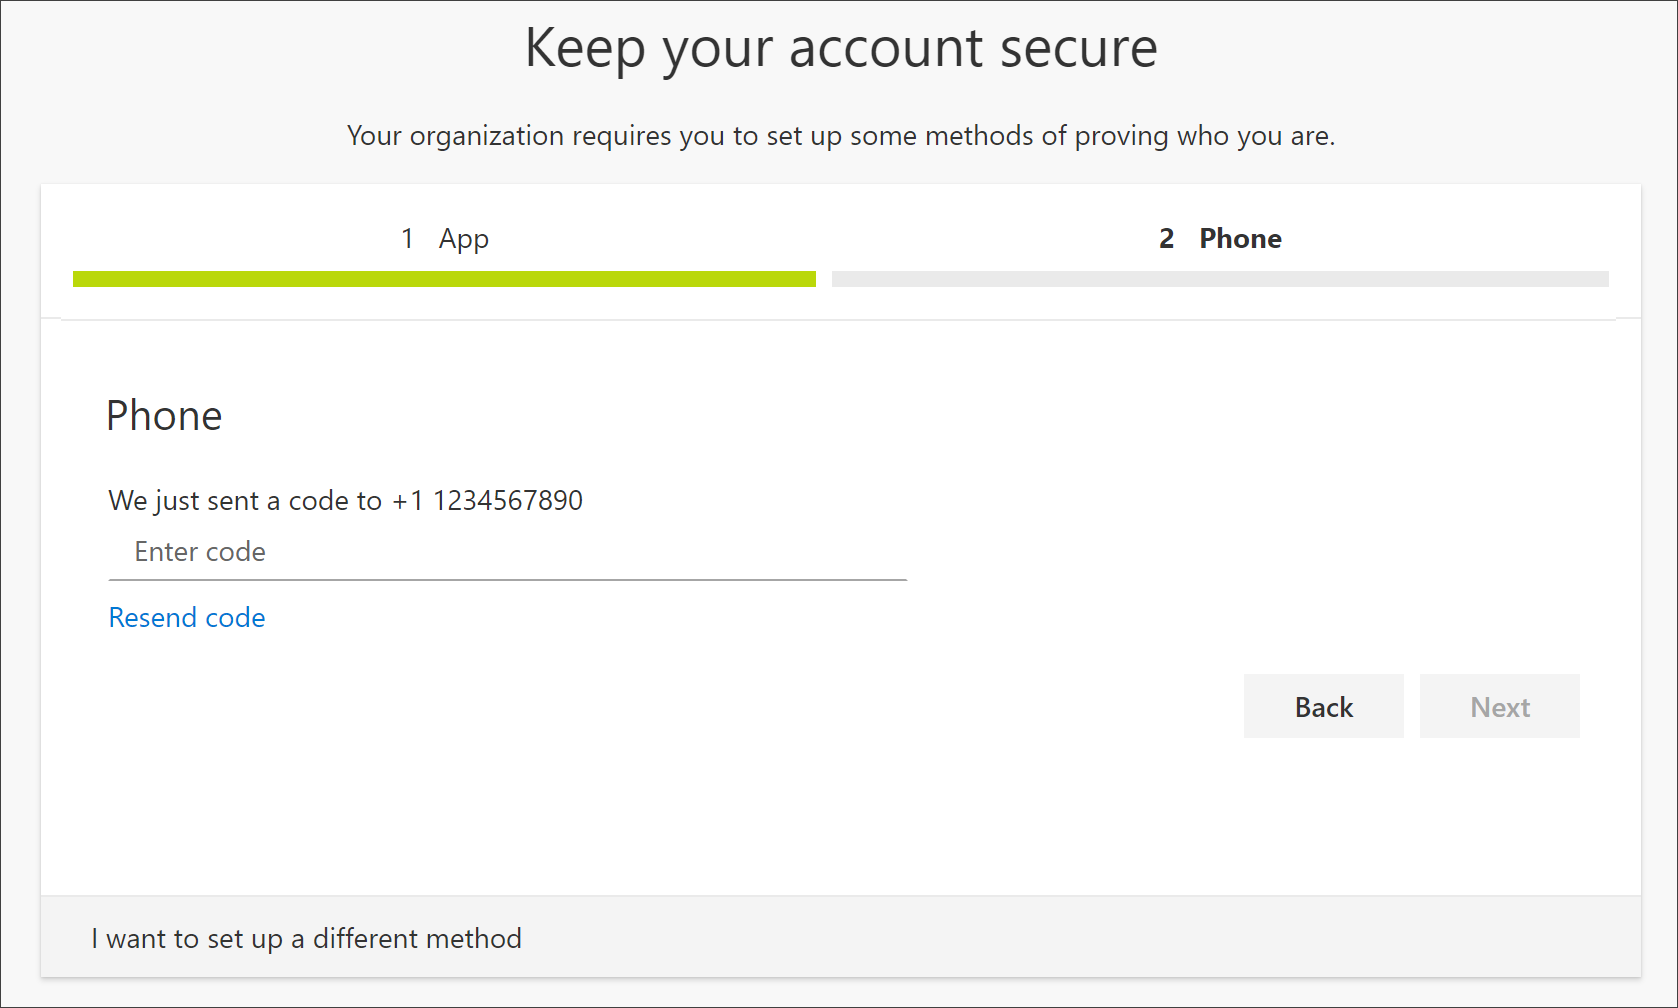 Keep your account secure
Your organization requires you to set up some methods of proving who you are.
1 App
2 Phone
Phone
We just sent a code to +1 1234567890
Enter code
Resend code
Back
Next
I want to set up a different method